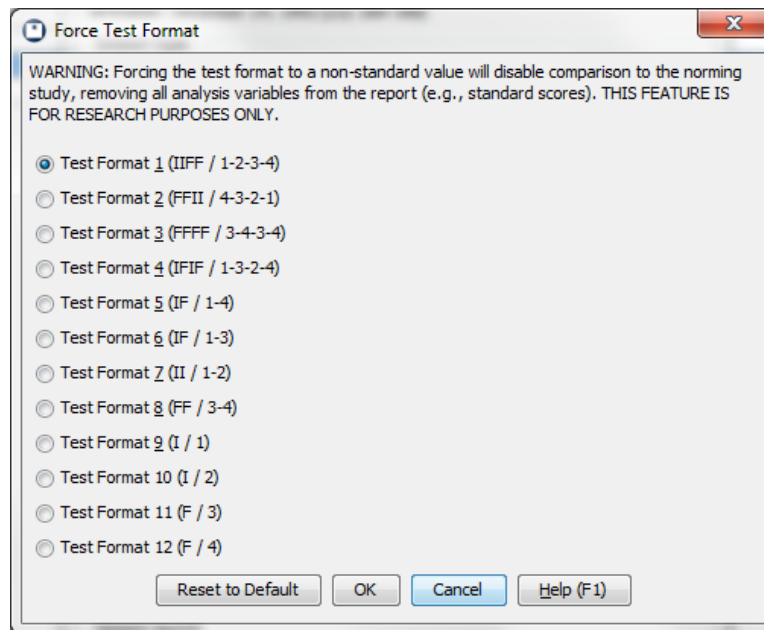 Force Test Format
WARNING: Forcing the test format to a non-standard value will disable comparison to the norming
study, removing all analysis variables from the report (e.g., standard scores). THIS FEATURE IS
FOR RESEARCH PURPOSES ONLY.
Test Format 1 (IIFF / 1-2-3-4)
Test Format 2 (FFII / 4-3-2-1)
Test Format 3 (FFFF / 3-4-3-4)
Test Format 4 (IFIF / 1-3-2-4)
Test Format 5 (IF / 1-4)
Test Format 6 (IF / 1-3)
Test Format 7 (II / 1-2)
Test Format 8 (FF / 3-4)
Test Format 9 (I / 1)
Test Format 10 (I / 2)
Test Format 11 (F / 3)
Test Format 12 (F / 4)
Reset to Default OK Cancel Help (F1)